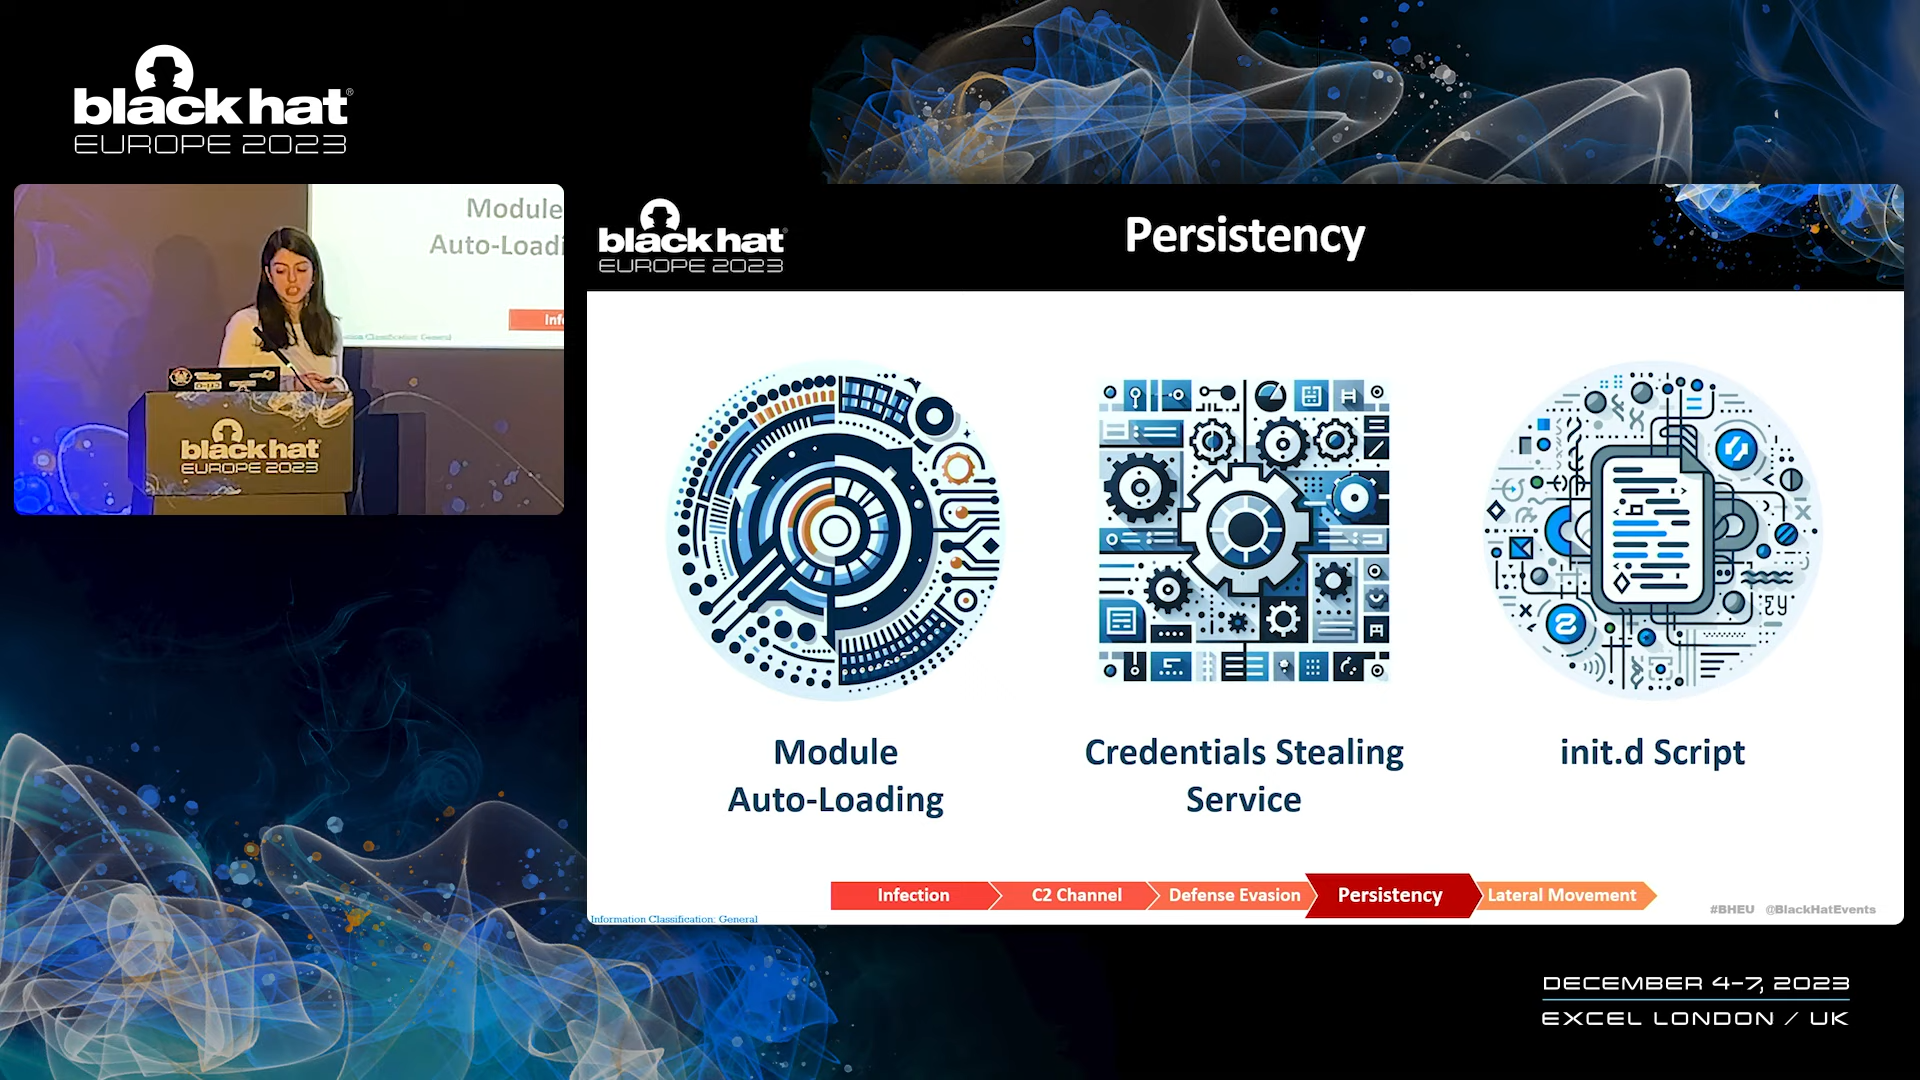 black hat®
EUROPE 2023
Module
Auto-Loadi
Inf
black hat
EUROPE 2023
black hat
EUROPE 2023
Persistency
Module
Auto-Loading
Credentials Stealing
Service
init.d Script
Infection
C2 Channel
Defense Evasion
Persistency
Lateral Movement
Information Classification: General
#BHEU @BlackHatEvents
DECEMBER 4-7, 2023
EXCEL LONDON / UK